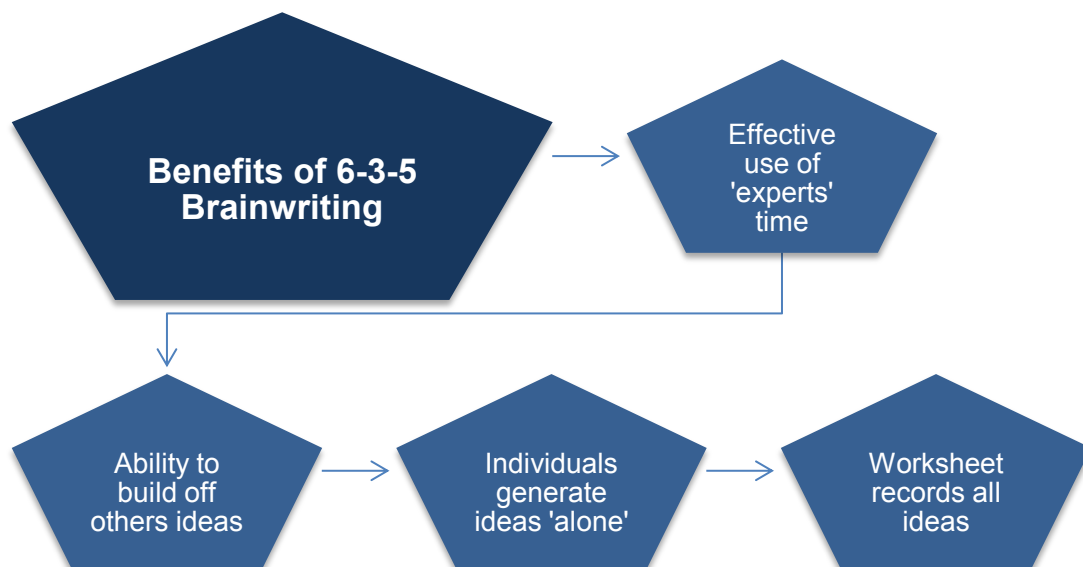 Benefits of 6-3-5
Brainwriting
Effective
use of
'experts'
time
Ability to
build off
others ideas
Individuals
generate
ideas 'alone'
Worksheet
records all
ideas